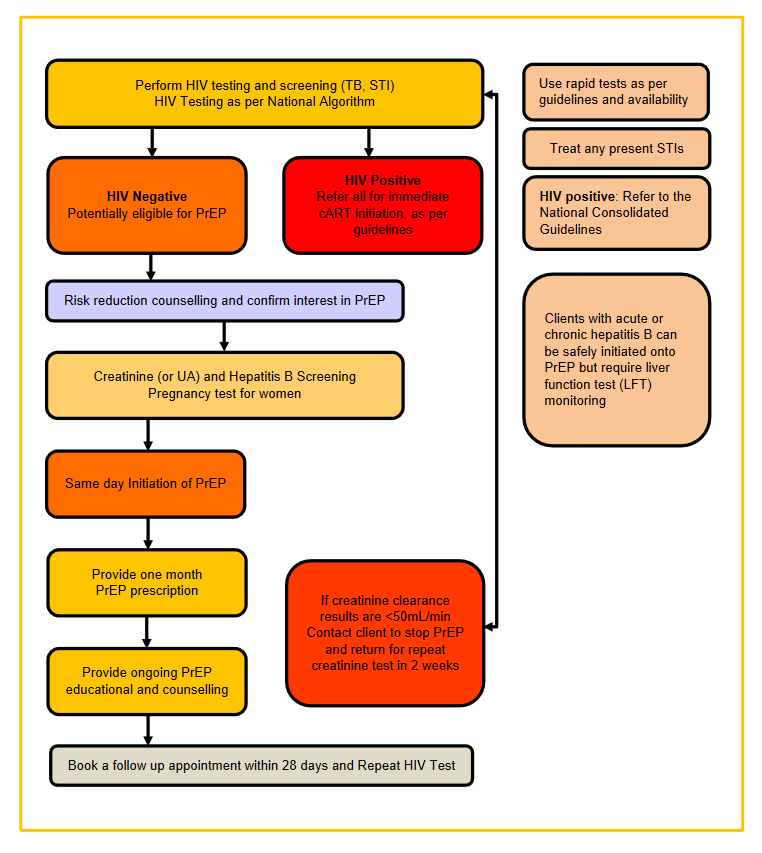 Perform HIV testing and screening (TB, STI)
HIV Testing as per National Algorithm
Use rapid tests as per
guidelines and availability
Treat any present STIs
HIV Negative
Potentially eligible for PrEP
HIV Positive
Refer all for immediate
cART initiation, as per
guidelines
HIV positive: Refer to the
National Consolidated
Guidelines
Risk reduction counselling and confirm interest in PrEP
Clients with acute or
chronic hepatitis B can
be safely initiated onto
PrEP but require liver
function test (LFT)
monitoring
Creatinine (or UA) and Hepatitis B Screening
Pregnancy test for women
Same day Initiation of PrEP
Provide one month
PrEP prescription
If creatinine clearance
results are <50mL/min
Contact client to stop PrEP
and return for repeat
creatinine test in 2 weeks
Provide ongoing PrEP
educational and counselling
Book a follow up appointment within 28 days and Repeat HIV Test